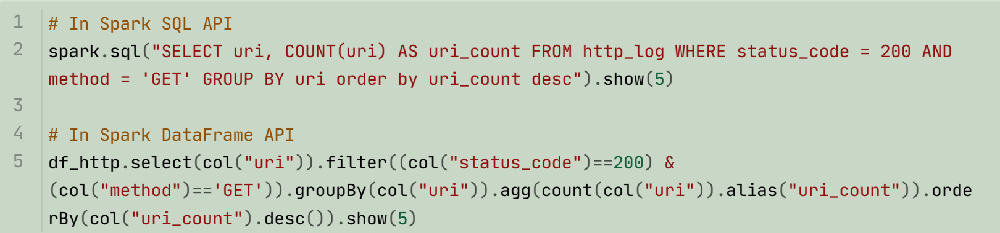 1 # In Spark SQL API
2 spark.sql("SELECT uri, COUNT(uri) AS uri_count FROM http_log WHERE status_code = 200 AND
method = 'GET' GROUP BY uri order by uri_count desc").show(5)
3
4 # In Spark DataFrame API
5 df_http.select(col("uri")).filter((col("status_code")==200) &
(col("method")=='GET')).groupBy(col("uri")).agg(count(col("uri")).alias("uri_count")).orde
rBy(col("uri_count").desc()).show(5)